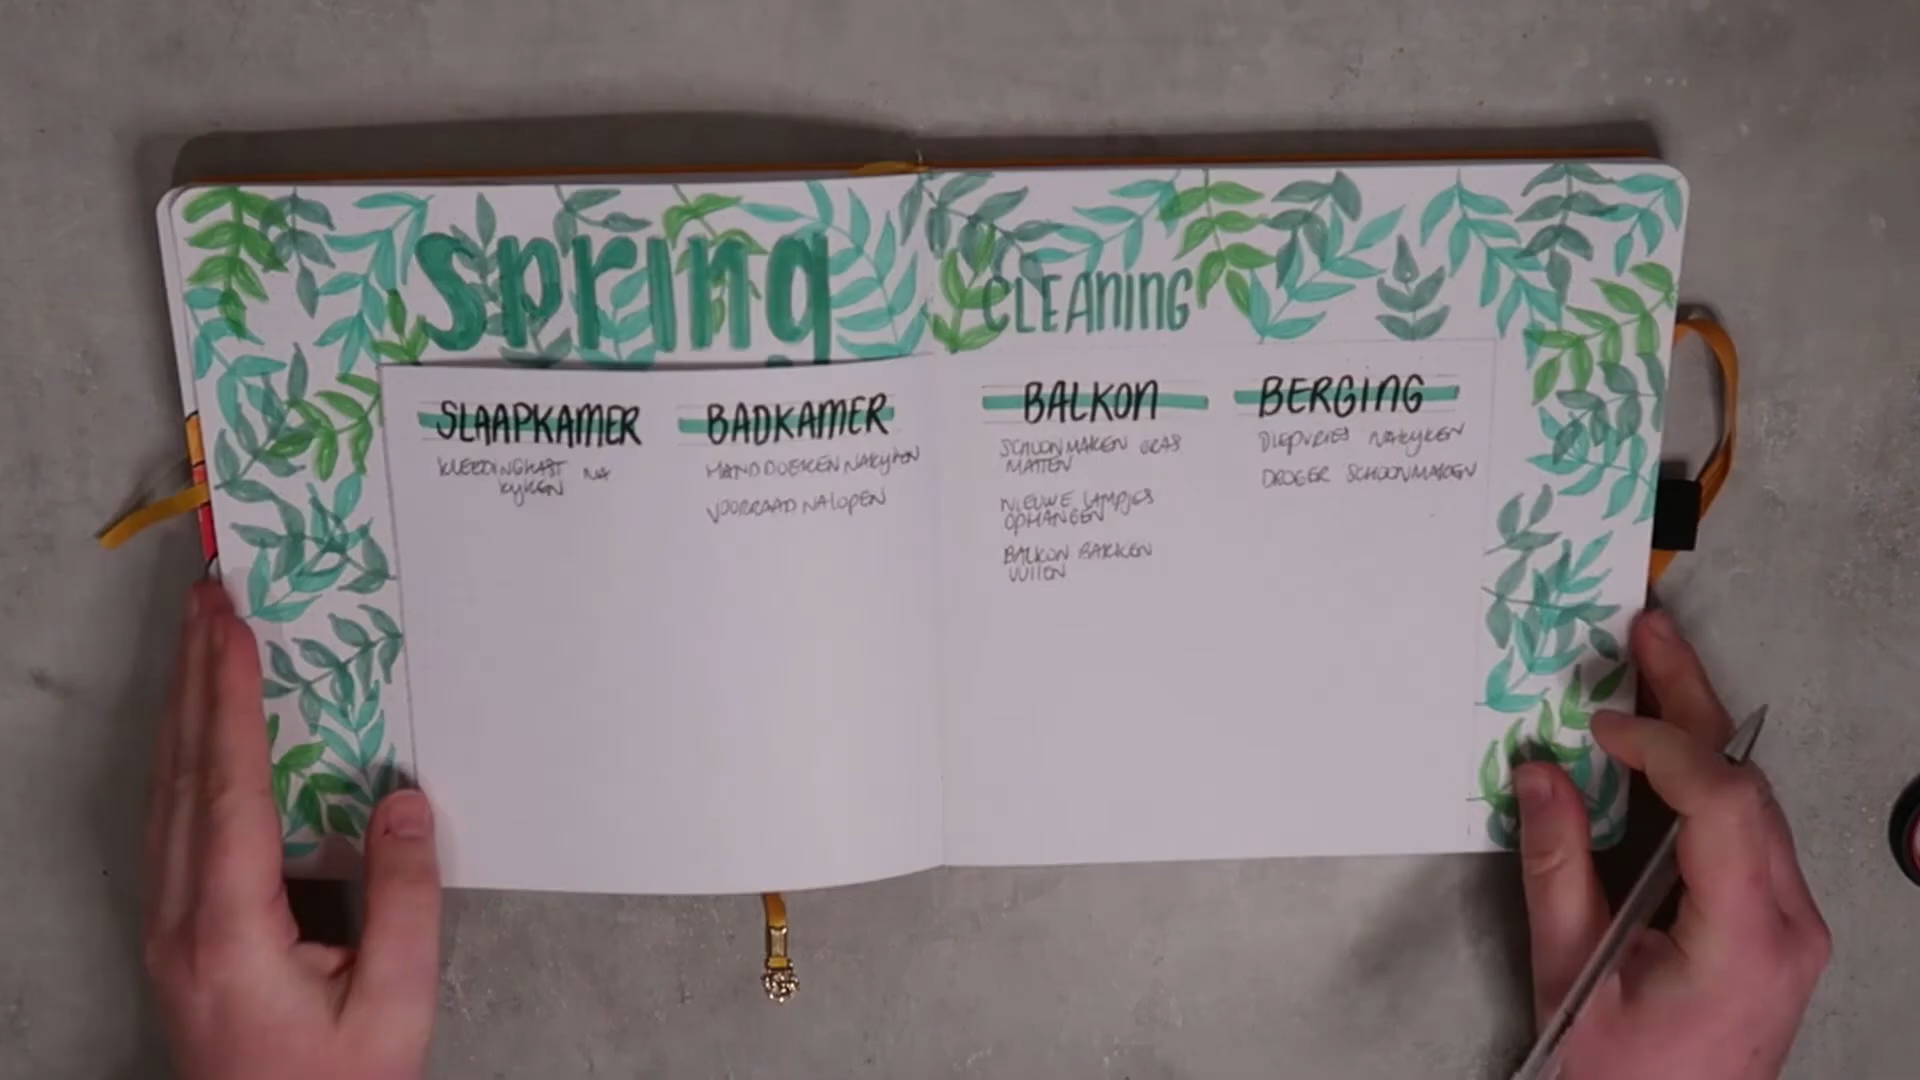 spring
CLEANING
SLAAPKAMER
KLEEDINGKAST NA
KIJKEN
BADKAMER
HANDDOEKEN NAKIJKEN
VOORRAAD NALOPEN
BALKON
SCHOONMAKEN GRAS
MATTEN
NIEUWE LAMPJES
OPHANGEN
BALKON BAKKEN
VULLEN
BERGING
DIEPVRIES NAKIJKEN
DROGER SCHOONMAKEN